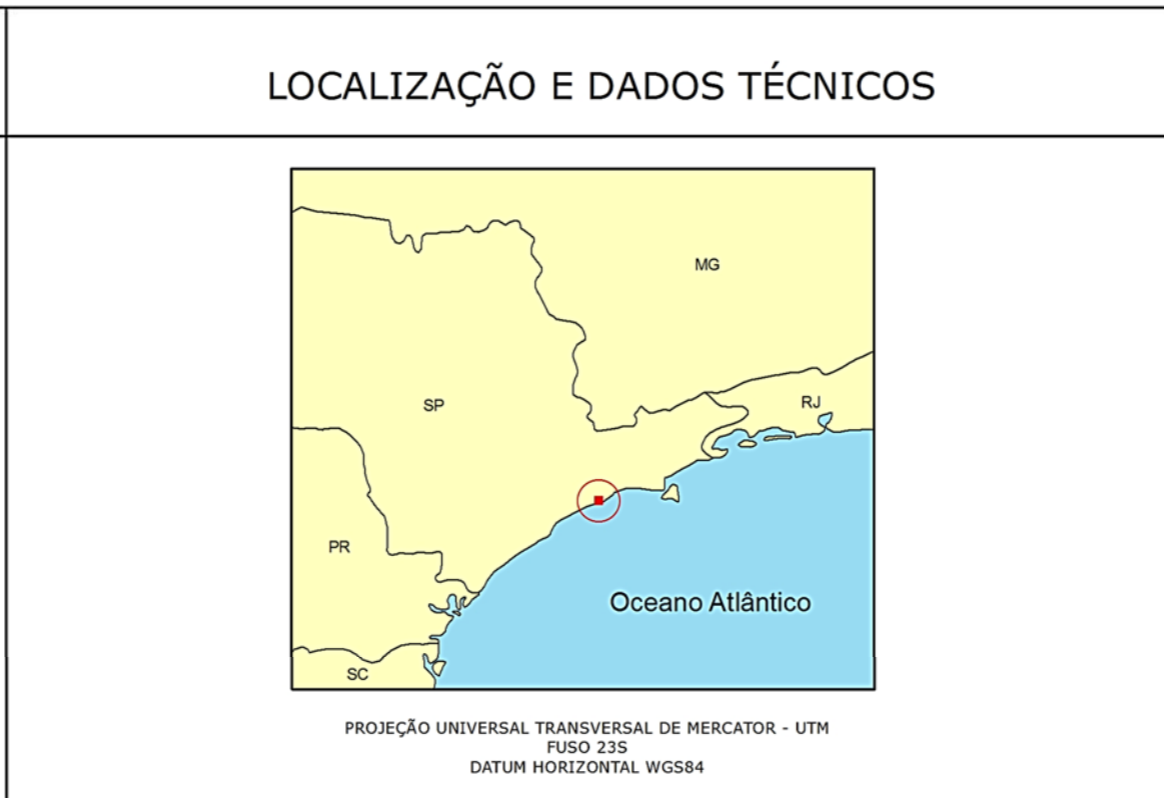 LOCALIZAÇÃO E DADOS TÉCNICOS
MG
SP
RJ
PR
Oceano Atlântico
SC
PROJEÇÃO UNIVERSAL TRANSVERSAL DE MERCATOR - UTM
FUSO 23S
DATUM HORIZONTAL WGS84